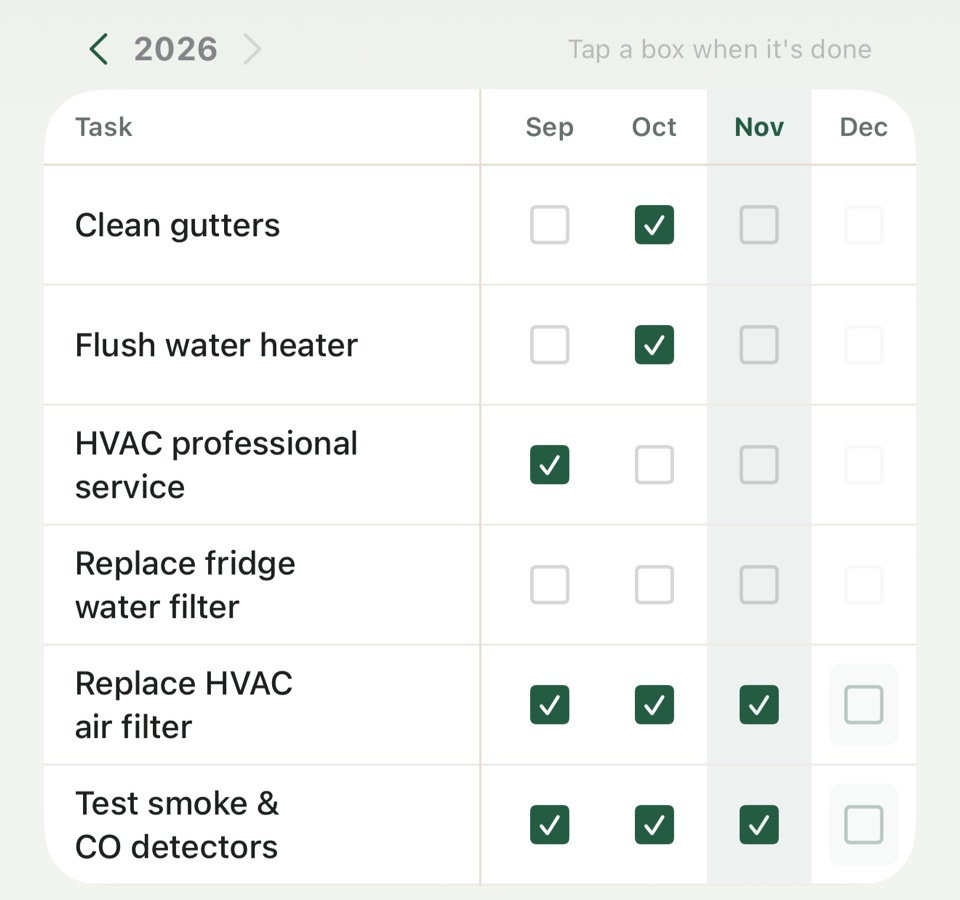 2026 Tap a box when it's done
Task Sep Oct Nov Dec
Clean gutters
Flush water heater
HVAC professional
service
Replace fridge
water filter
Replace HVAC
air filter
Test smoke &
CO detectors